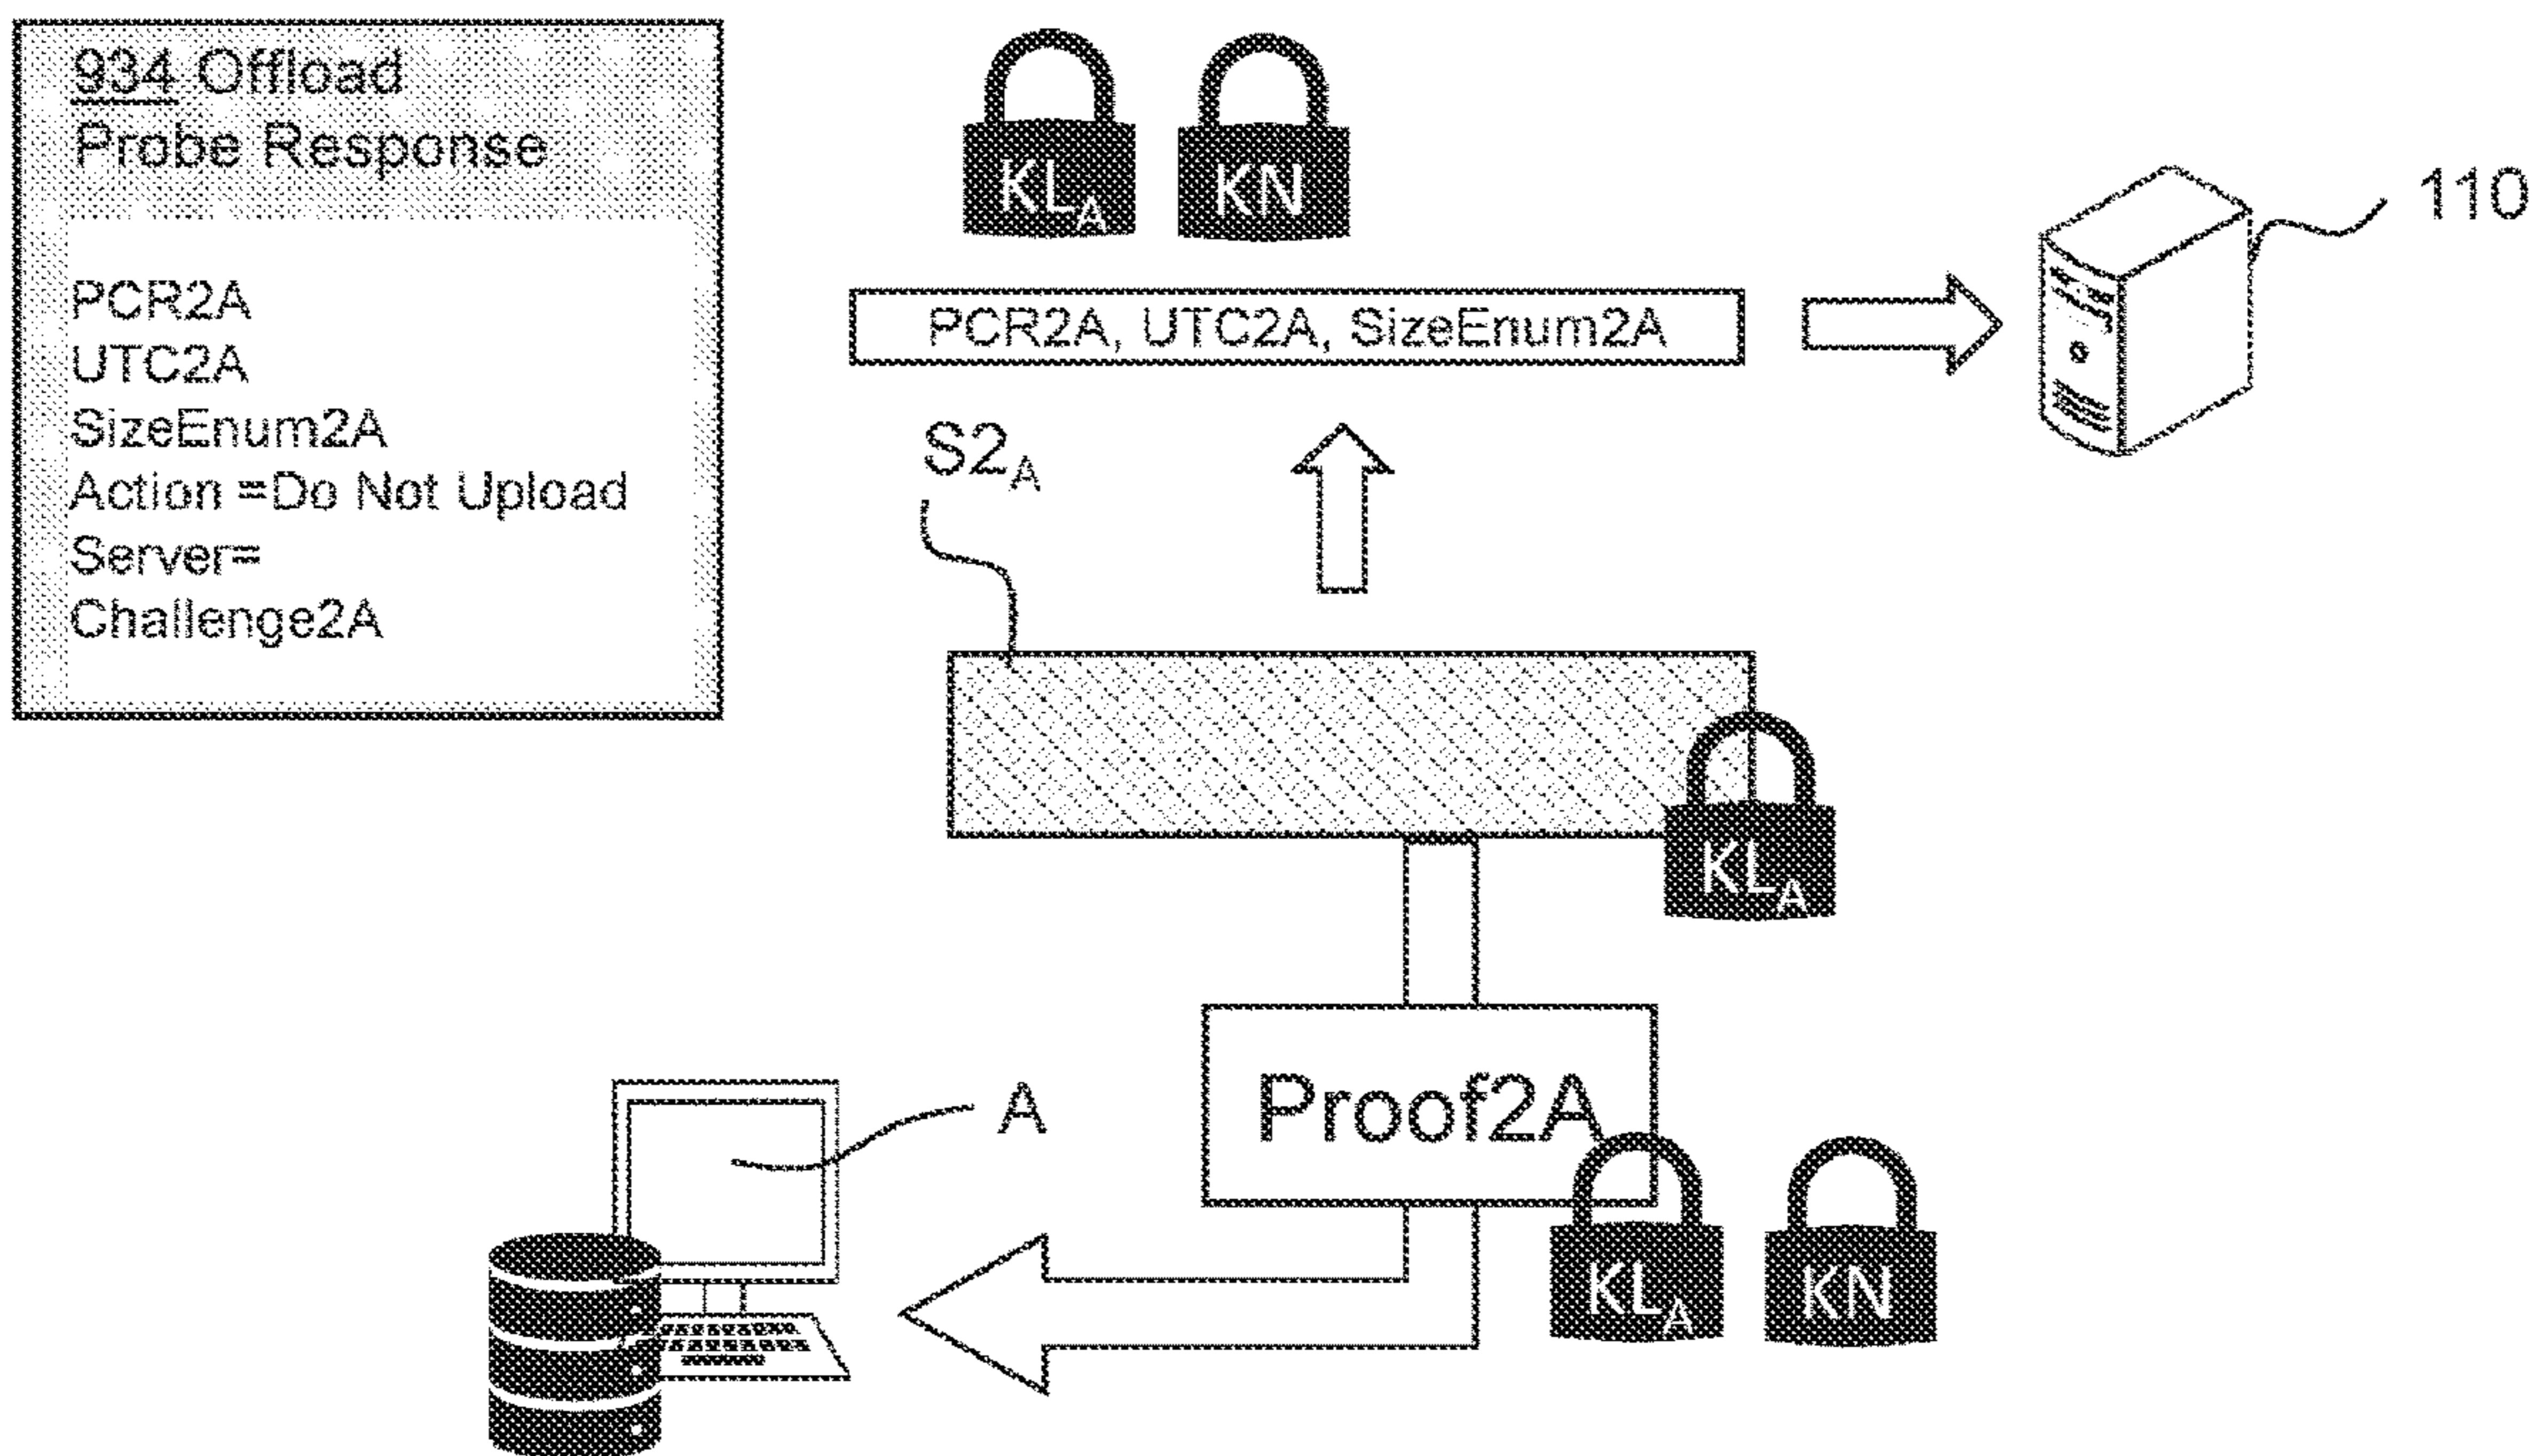 934 Offload
Probe Response
PCR2A
UTC2A
SizeEnum2A
Action =Do Not Upload
Server=
Challenge2A
KLA
KN
110
PCR2A, UTC2A, SizeEnum2A
S2A
KLA
Proof2A
A
KLA
KN